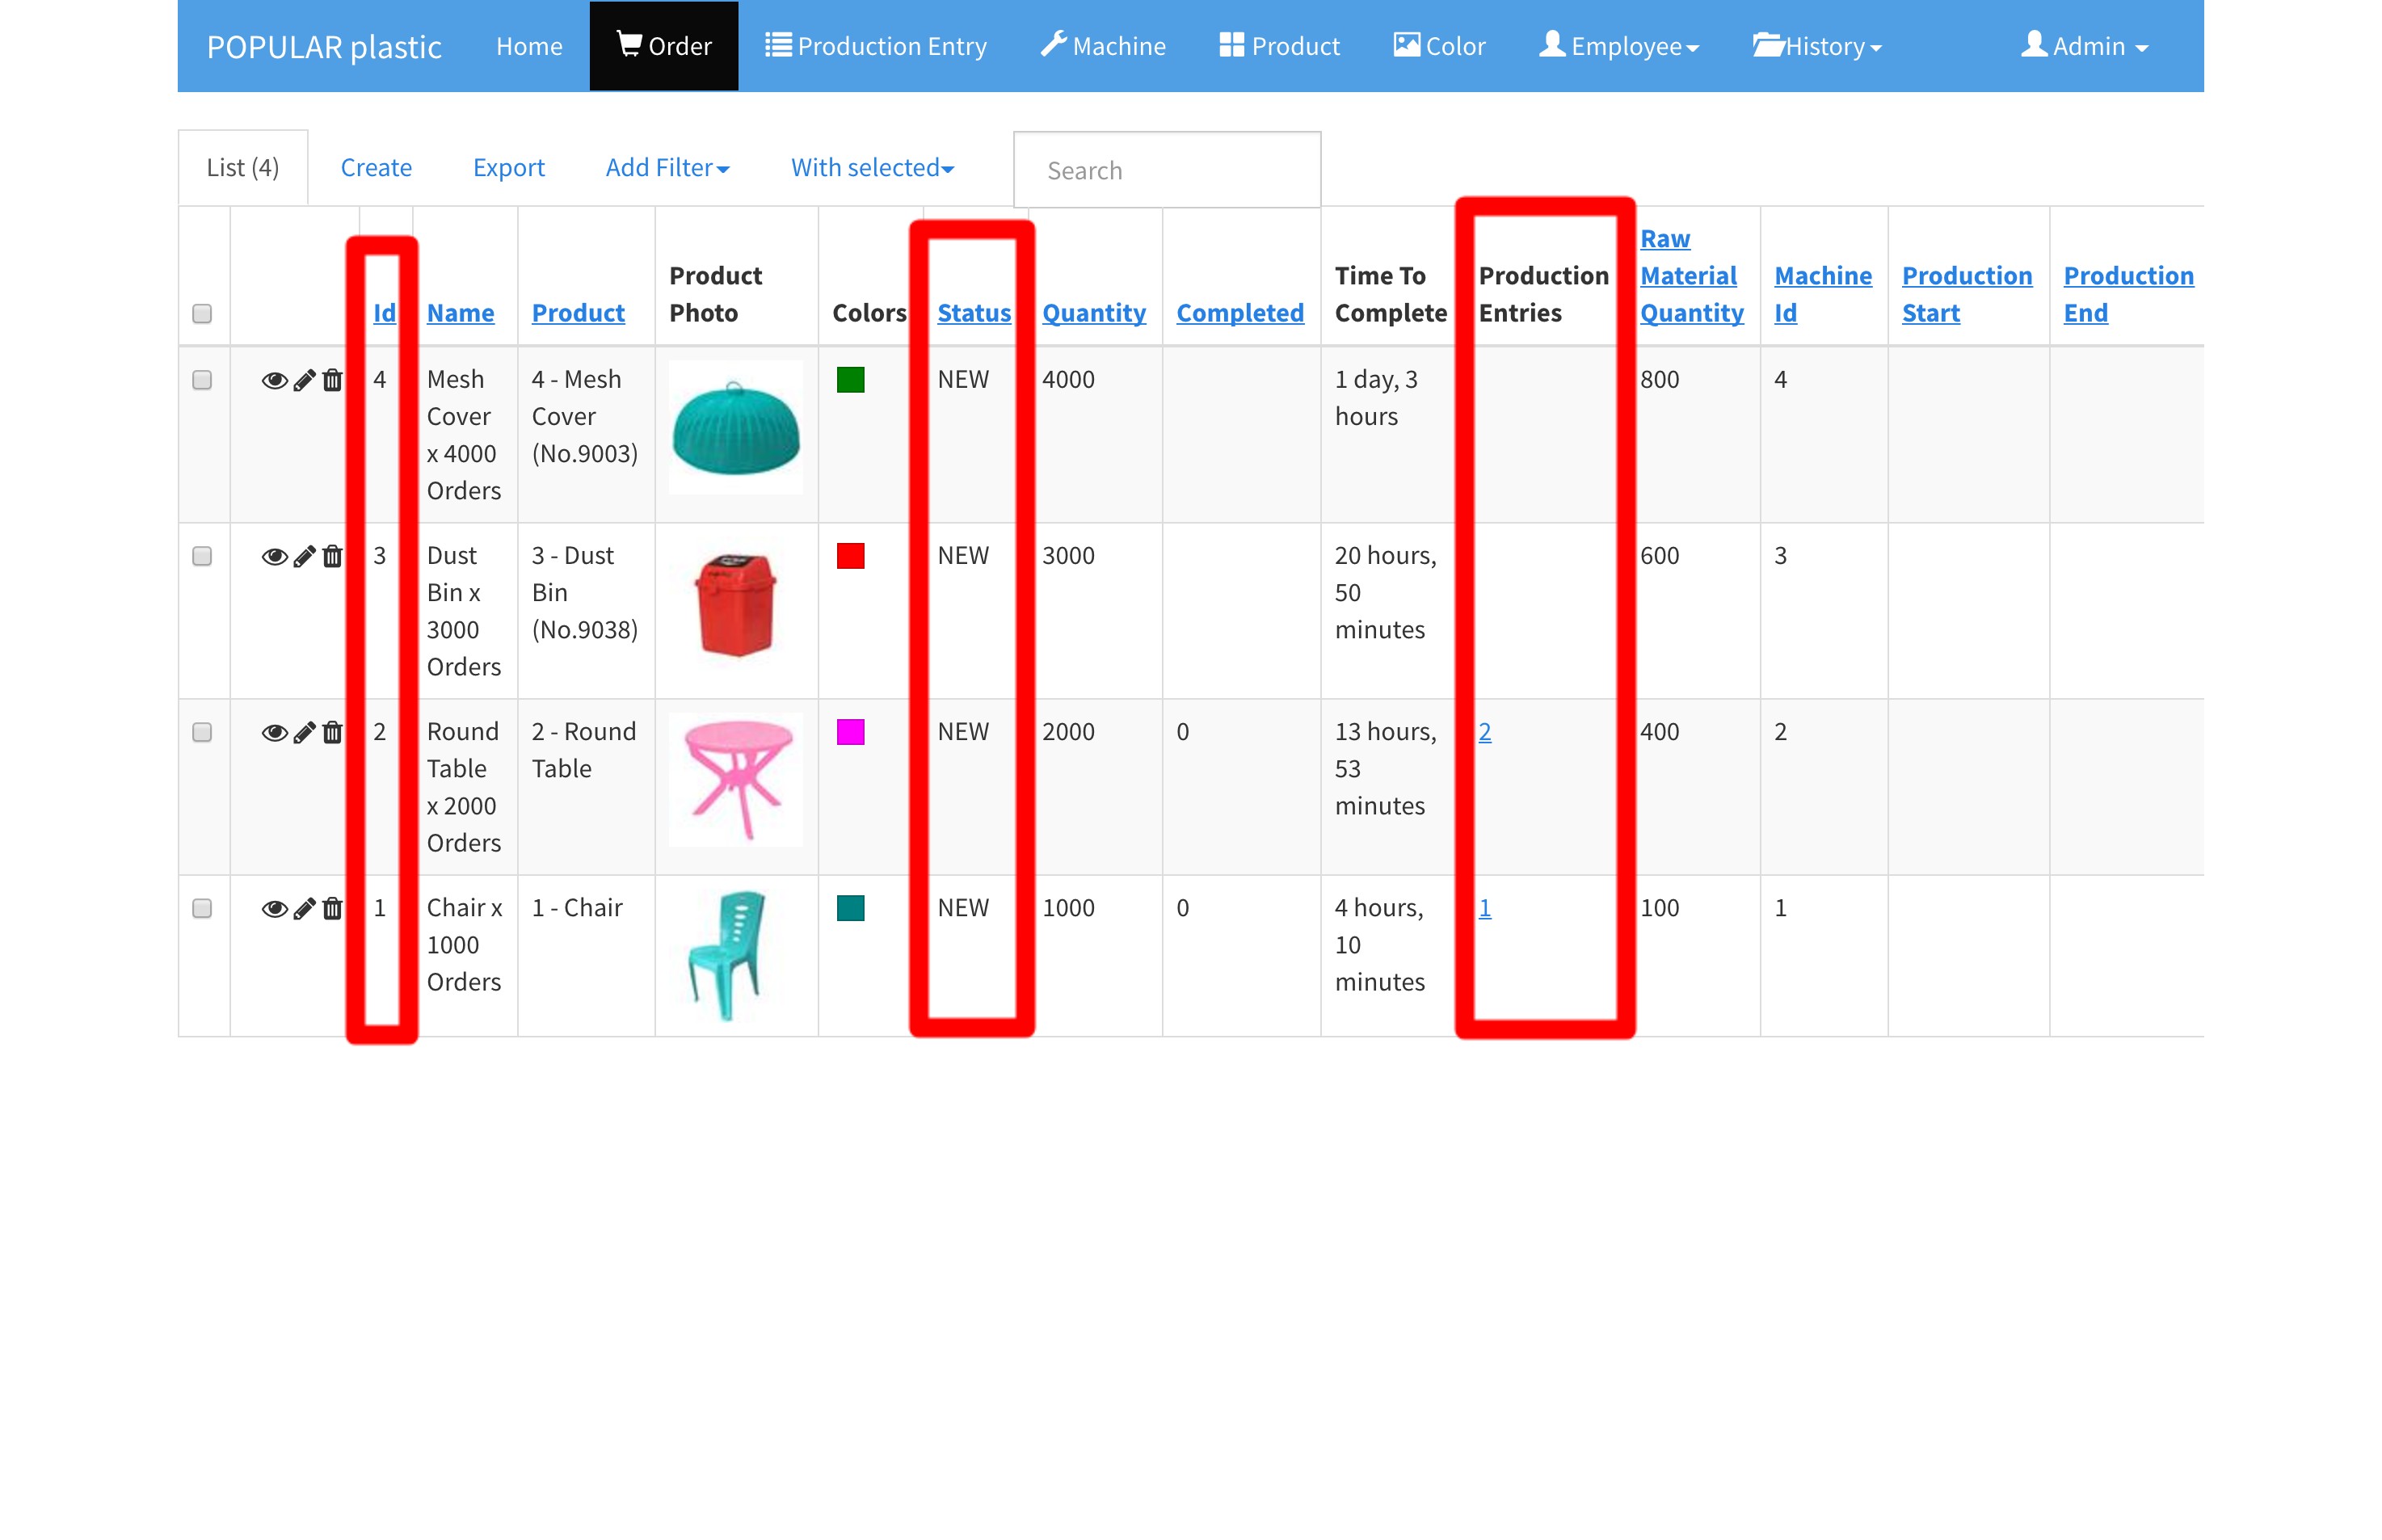 POPULAR plastic Home Order Production Entry Machine Product Color Employee History Admin
List (4) Create Export Add Filter With selected Search
Id Name Product Product Photo Colors Status Quantity Completed Time To Complete Production Entries Raw Material Quantity Machine Id Production Start Production End
4 Mesh Cover x 4000 Orders 4 - Mesh Cover (No.9003) NEW 4000 1 day, 3 hours 800 4
3 Dust Bin x 3000 Orders 3 - Dust Bin (No.9038) NEW 3000 20 hours, 50 minutes 600 3
2 Round Table x 2000 Orders 2 - Round Table NEW 2000 0 13 hours, 53 minutes 2 400 2
1 Chair x 1000 Orders 1 - Chair NEW 1000 0 4 hours, 10 minutes 1 100 1